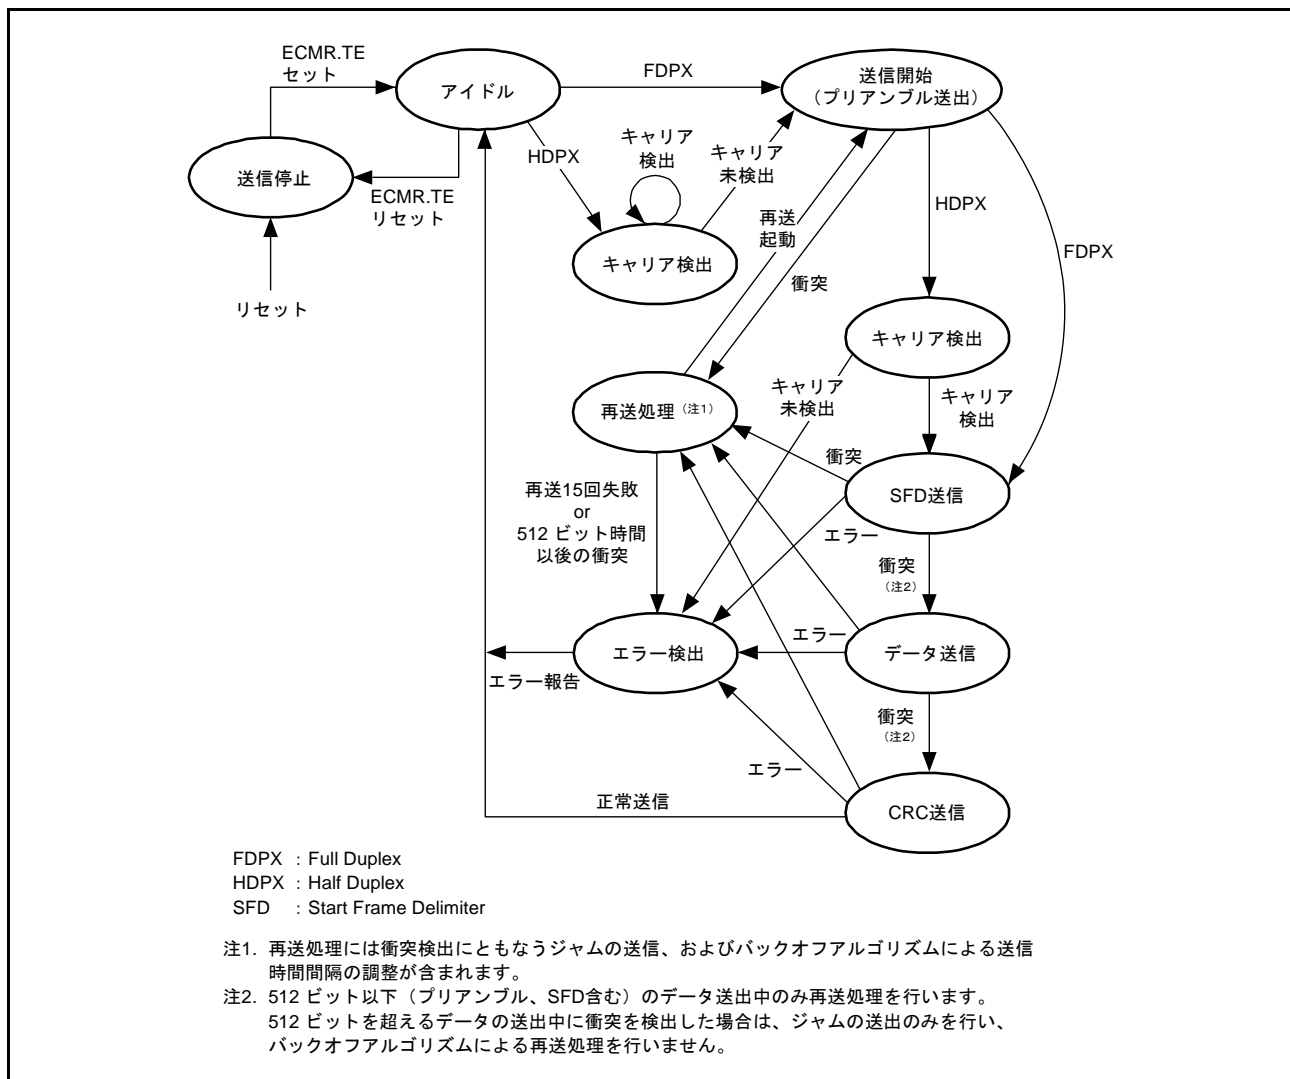 ECMR.TE
セット
アイドル
FDPX
送信開始
（プリアンブル送出）
送信停止
ECMR.TE
リセット
リセット
HDPX
キャリア
検出
キャリア
未検出
キャリア検出
再送
起動
衝突
HDPX
FDPX
キャリア検出
キャリア
未検出
キャリア
検出
再送処理（注1）
衝突
SFD送信
再送15回失敗
or
512 ビット時間
以後の衝突
エラー
衝突
（注2）
エラー検出
エラー
データ送信
エラー報告
衝突
（注2）
エラー
正常送信
CRC送信
FDPX : Full Duplex
HDPX : Half Duplex
SFD : Start Frame Delimiter
注1. 再送処理には衝突検出にともなうジャムの送信、およびバックオフアルゴリズムによる送信
時間間隔の調整が含まれます。
注2. 512 ビット以下（プリアンブル、SFD含む）のデータ送出中のみ再送処理を行います。
512 ビットを超えるデータの送出中に衝突を検出した場合は、ジャムの送出のみを行い、
バックオフアルゴリズムによる再送処理を行いません。